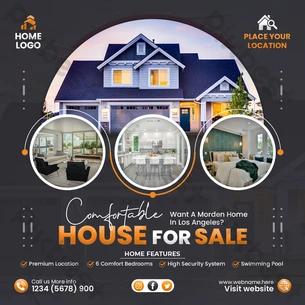 HOME
LOGO
PLACE YOUR
LOCATION
Comfortable
Want A Morden Home
In Los Angeles?
HOUSE FOR SALE
HOME FEATURES
Premium Location
6 Comfort Bedrooms
High Security System
Swimming Pool
Call us More info
1234 (5678) 900
www.webname.here
Visit website